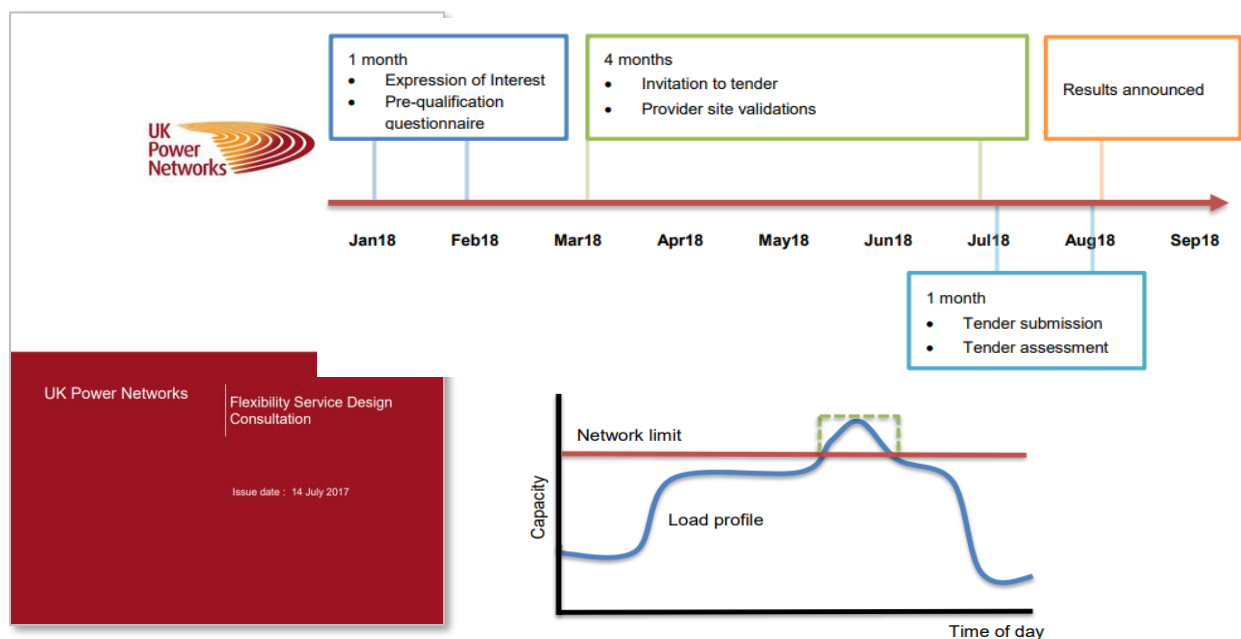 UK
Power
Networks
UK Power Networks
Flexibility Service Design
Consultation
Issue date : 14 July 2017
1 month
• Expression of Interest
• Pre-qualification
questionnaire
4 months
• Invitation to tender
• Provider site validations
Results announced
Jan18 Feb18 Mar18 Apr18 May18 Jun18 Jul18 Aug18 Sep18
1 month
• Tender submission
• Tender assessment
Network limit
Capacity
Load profile
Time of day